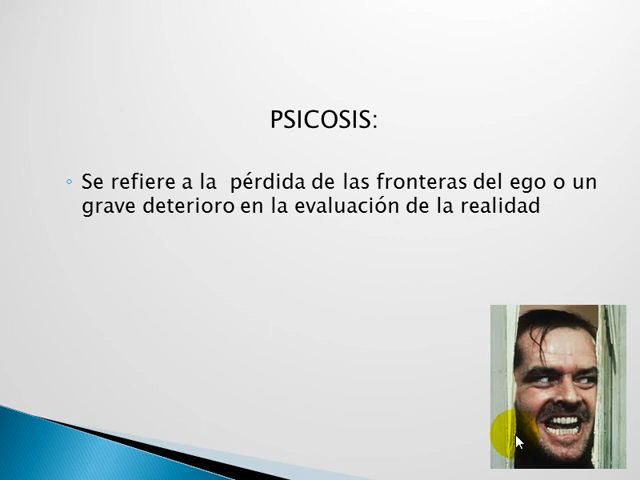 PSICOSIS:
Se refiere a la pérdida de las fronteras del ego o un
grave deterioro en la evaluación de la realidad